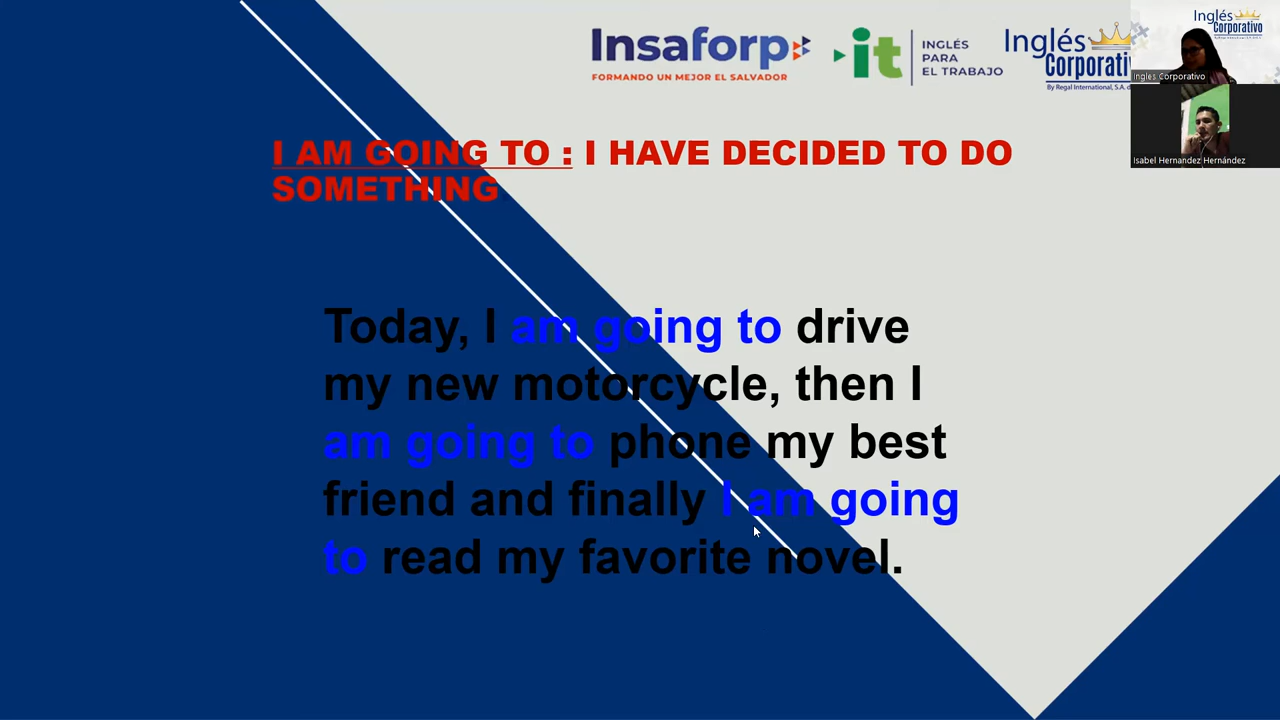 Insaforp
FORMANDO UN MEJOR EL SALVADOR
it
INGLÉS
PARA
EL TRABAJO
Inglés
Corporativ
By Regal International, S.A. d
Inglés
Corporativo
Ingles Corporativo
Isabel Hernandez Hernández
I AM GOING TO : I HAVE DECIDED TO DO
SOMETHING
Today, I am going to drive
my new motorcycle, then I
am going to phone my best
friend and finally I am going
to read my favorite novel.